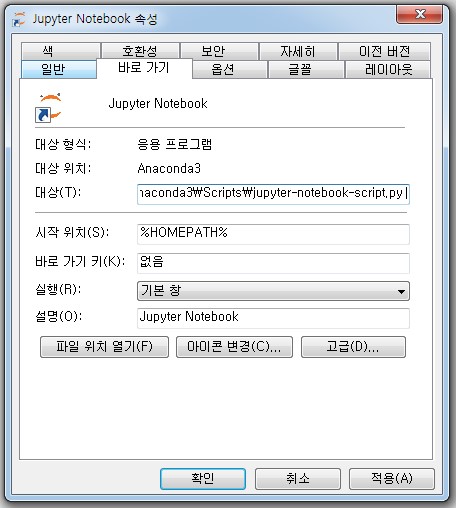 Jupyter Notebook 속성
색 호환성 보안 자세히 이전 버전
일반 바로 가기 옵션 글꼴 레이아웃
Jupyter Notebook
대상 형식: 응용 프로그램
대상 위치: Anaconda3
대상(T): naconda3₩Scripts₩jupyter-notebook-script.py
시작 위치(S): %HOMEPATH%
바로 가기 키(K): 없음
실행(R): 기본 창
설명(O): Jupyter Notebook
파일 위치 열기(F) 아이콘 변경(C)... 고급(D)...
확인 취소 적용(A)